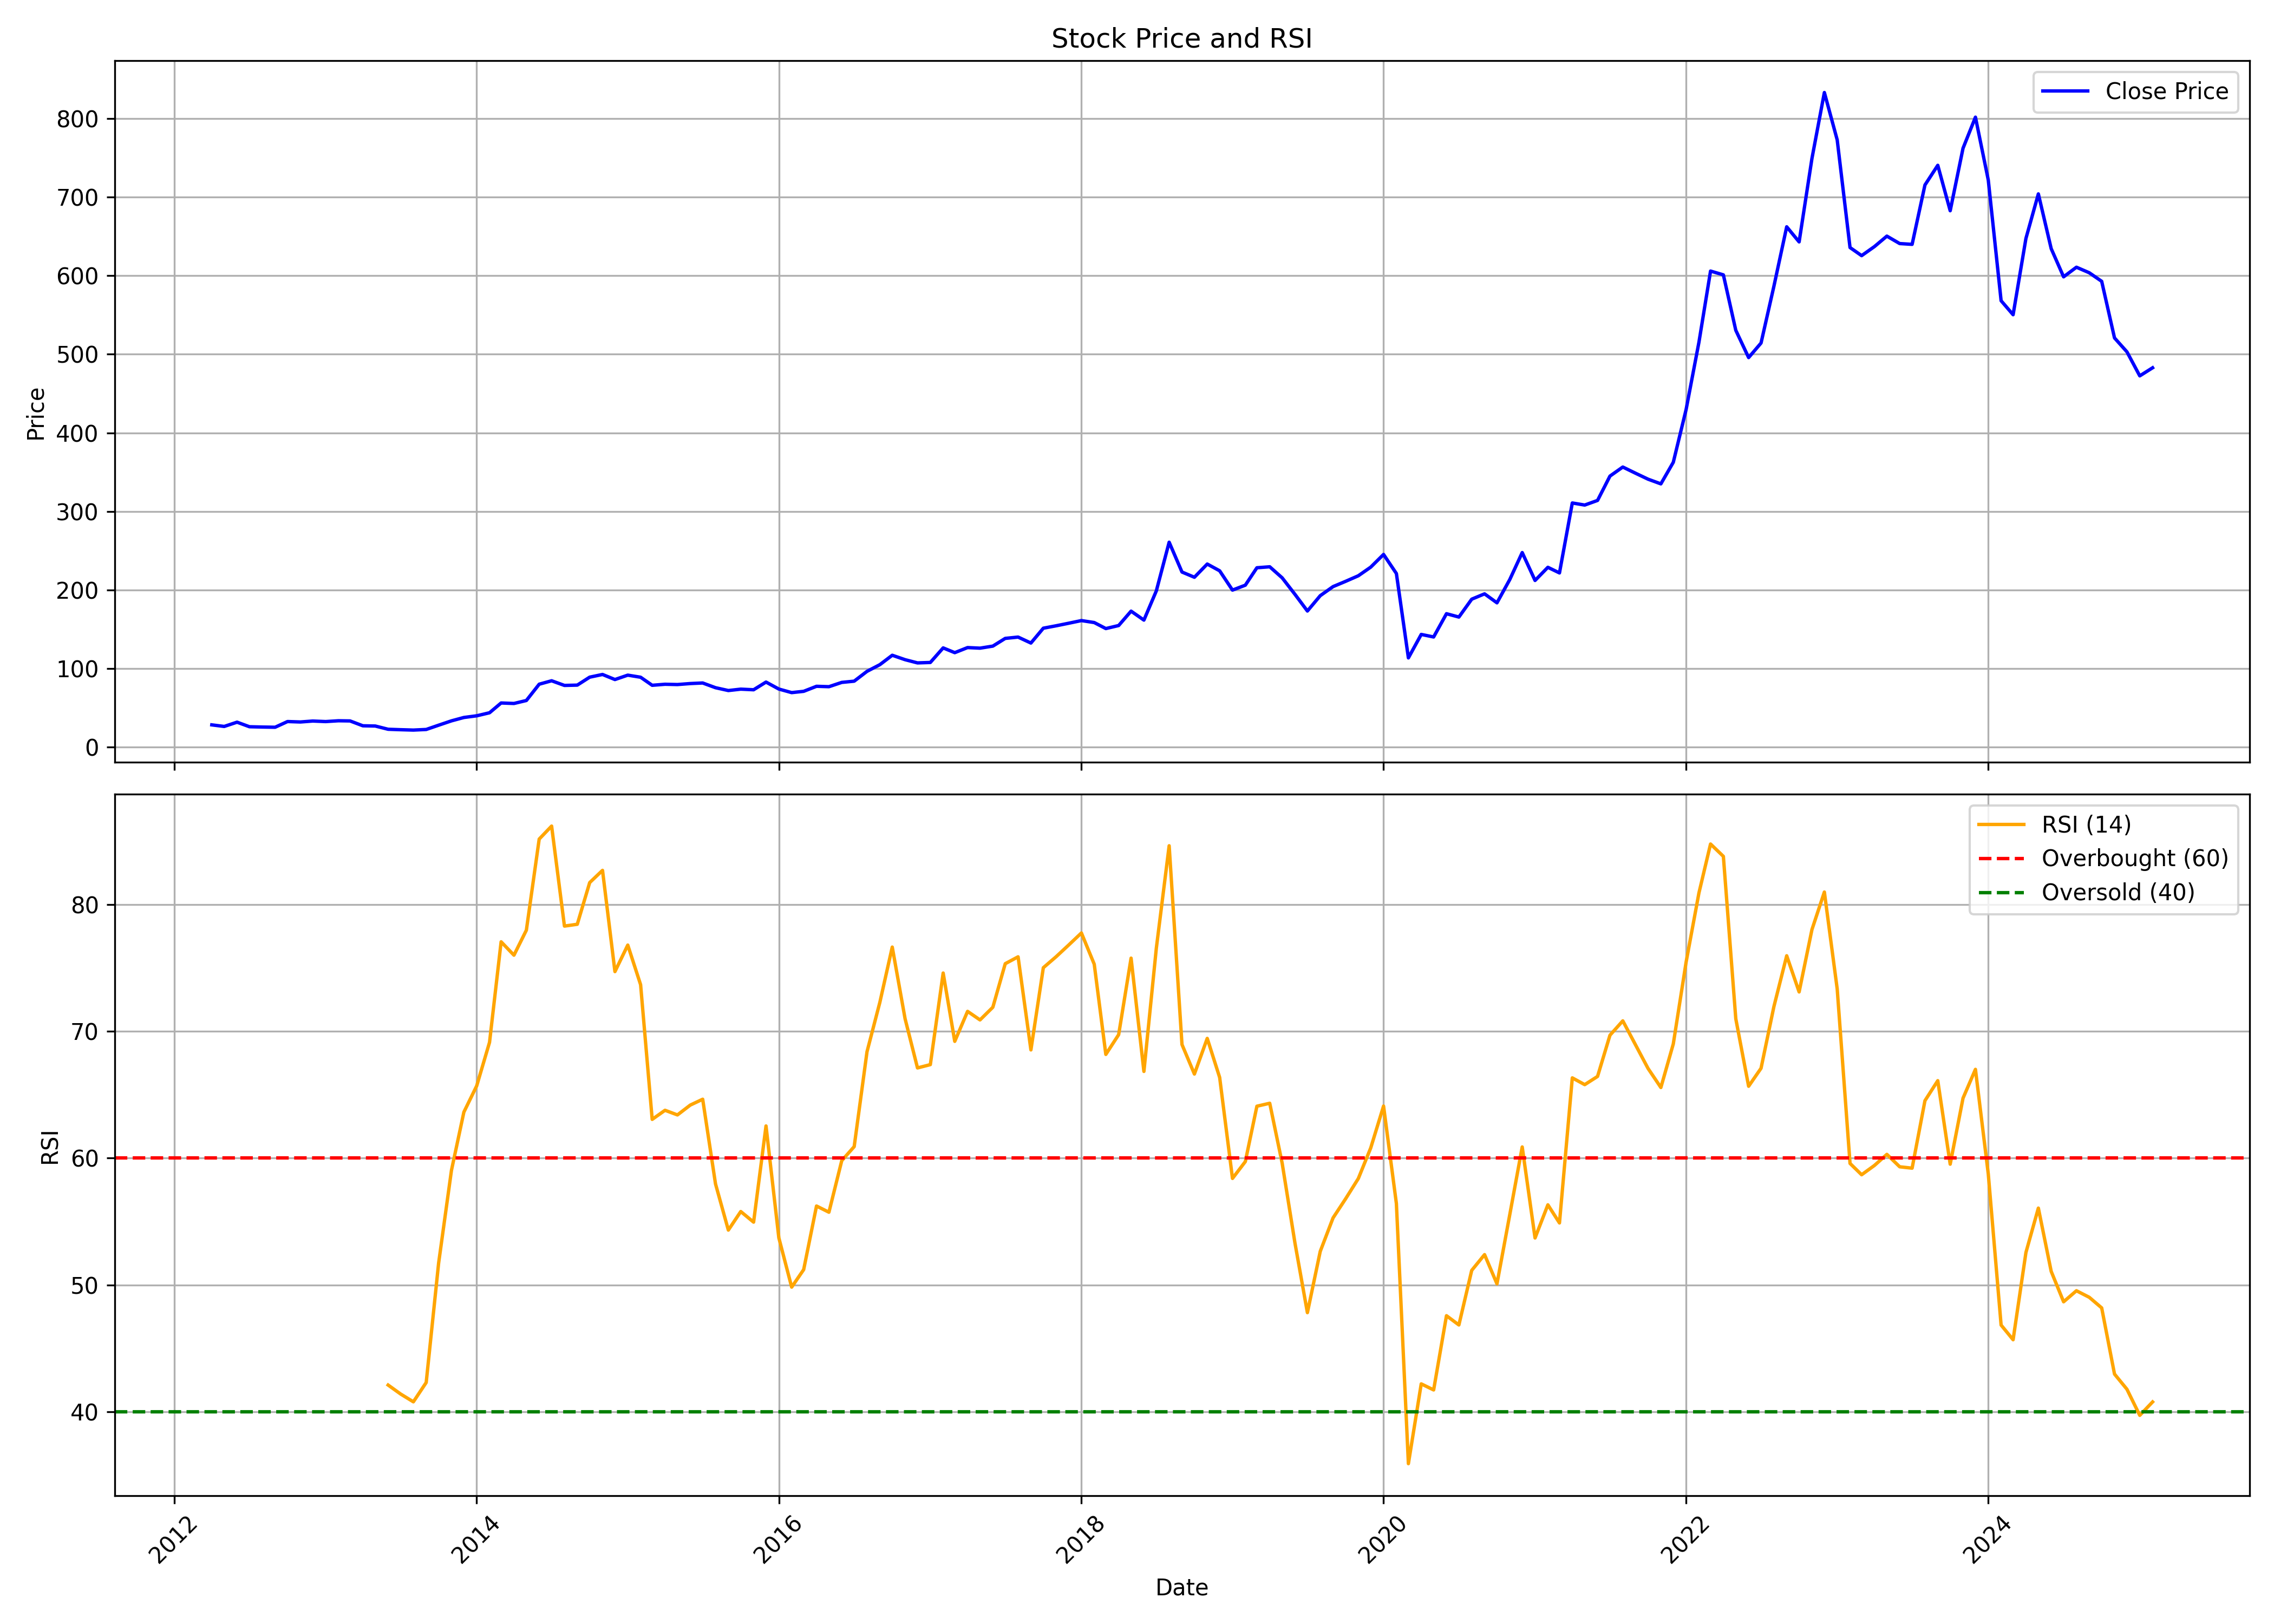 Stock Price and RSI
Close Price
800
700
600
500
400
300
200
100
0
Price
RSI (14)
Overbought (60)
Oversold (40)
80
70
60
50
40
RSI
2012
2014
2016
2018
2020
2022
2024
Date